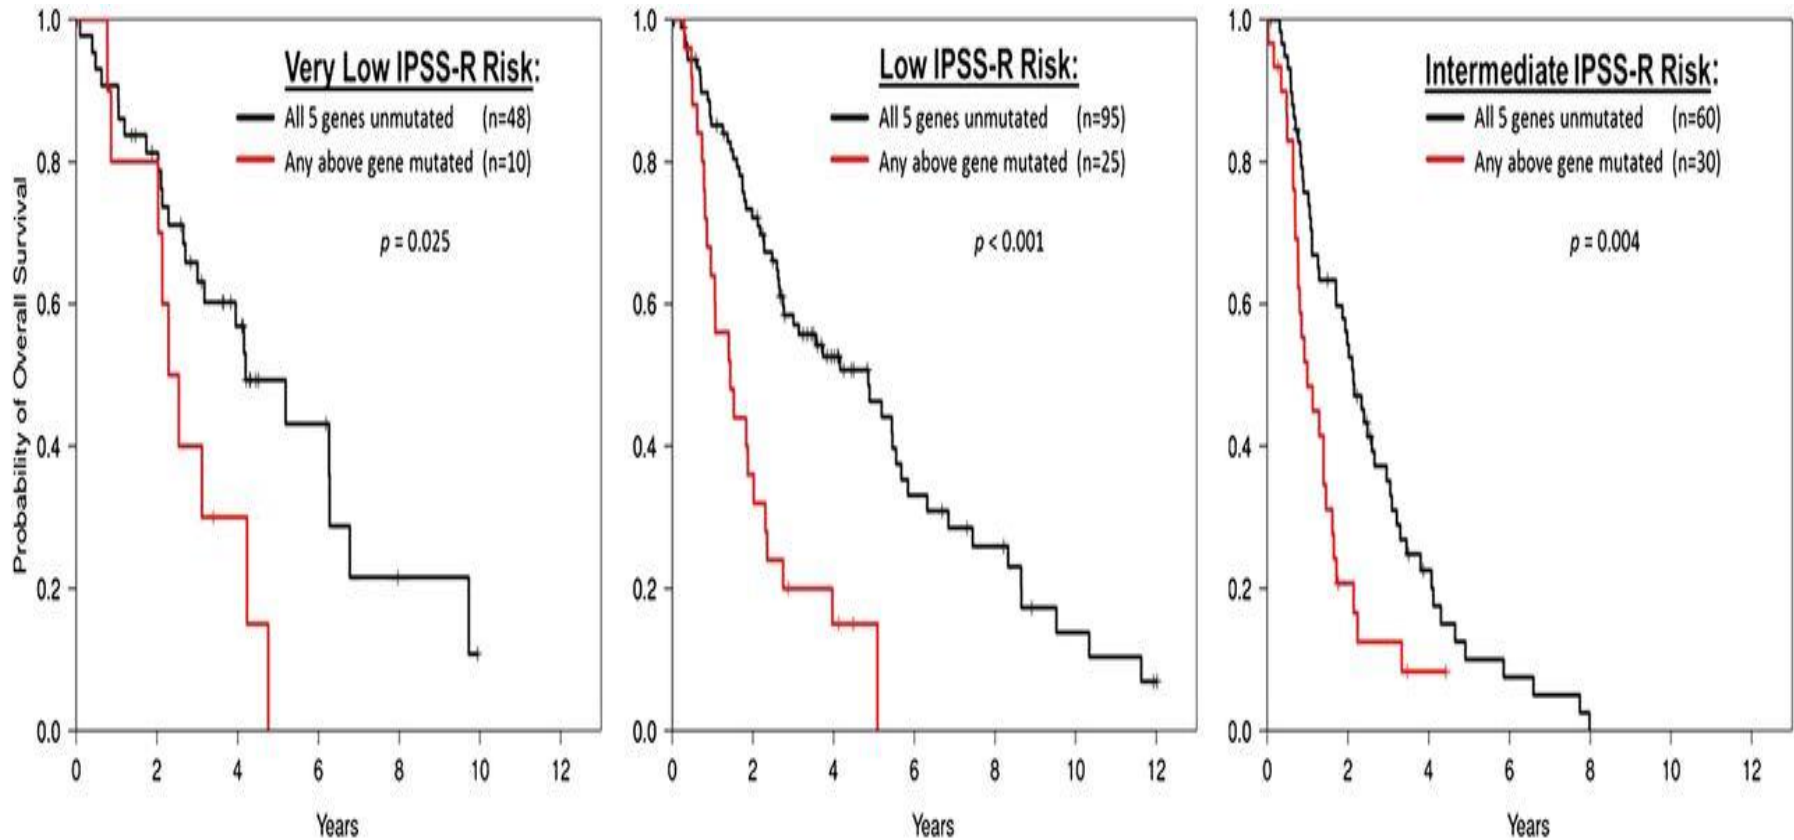 Probability of Overall Survival
1.0
0.8
0.6
0.4
0.2
0.0
0 2 4 6 8 10 12
Years
Very Low IPSS-R Risk:
All 5 genes unmutated (n=48)
Any above gene mutated (n=10)
p = 0.025
1.0
0.8
0.6
0.4
0.2
0.0
0 2 4 6 8 10 12
Years
Low IPSS-R Risk:
All 5 genes unmutated (n=95)
Any above gene mutated (n=25)
p < 0.001
1.0
0.8
0.6
0.4
0.2
0.0
0 2 4 6 8 10 12
Years
Intermediate IPSS-R Risk:
All 5 genes unmutated (n=60)
Any above gene mutated (n=30)
p = 0.004